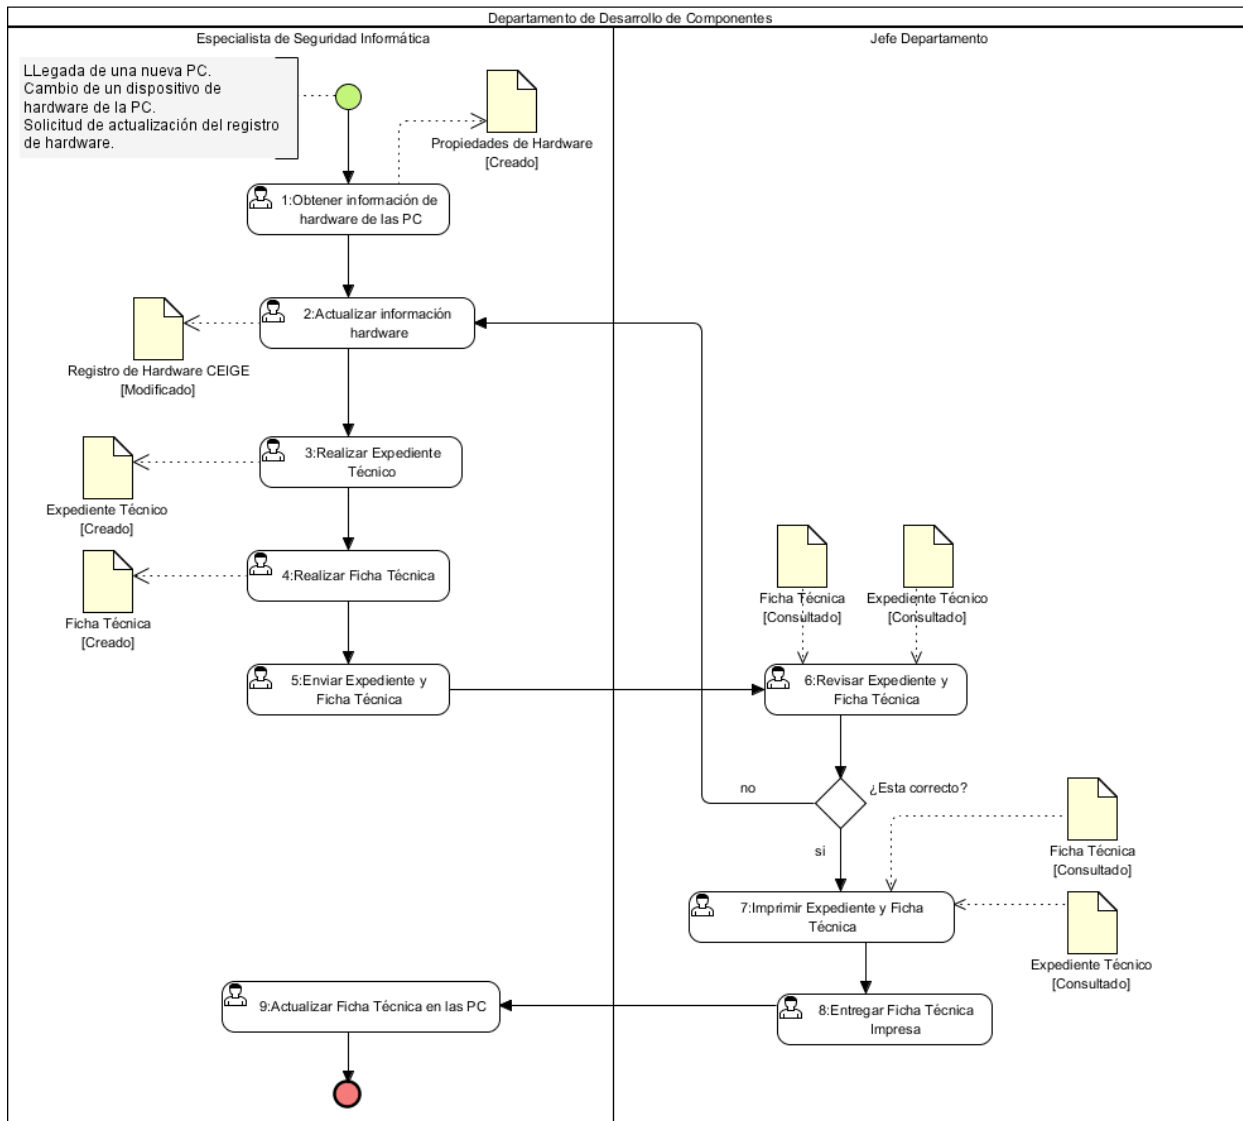 Departamento de Desarrollo de Componentes
Especialista de Seguridad Informática
Jefe Departamento
LLegada de una nueva PC.
Cambio de un dispositivo de
hardware de la PC.
Solicitud de actualización del registro
de hardware.
Propiedades de Hardware
[Creado]
1:Obtener información de
hardware de las PC
2:Actualizar información
hardware
Registro de Hardware CEIGE
[Modificado]
3:Realizar Expediente
Técnico
Expediente Técnico
[Creado]
4:Realizar Ficha Técnica
Ficha Técnica
[Creado]
Ficha Técnica
[Consultado]
Expediente Técnico
[Consultado]
5:Enviar Expediente y
Ficha Técnica
6:Revisar Expediente y
Ficha Técnica
no
¿Esta correcto?
si
Ficha Técnica
[Consultado]
7:Imprimir Expediente y Ficha
Técnica
Expediente Técnico
[Consultado]
8:Entregar Ficha Técnica
Impresa
9:Actualizar Ficha Técnica en las PC